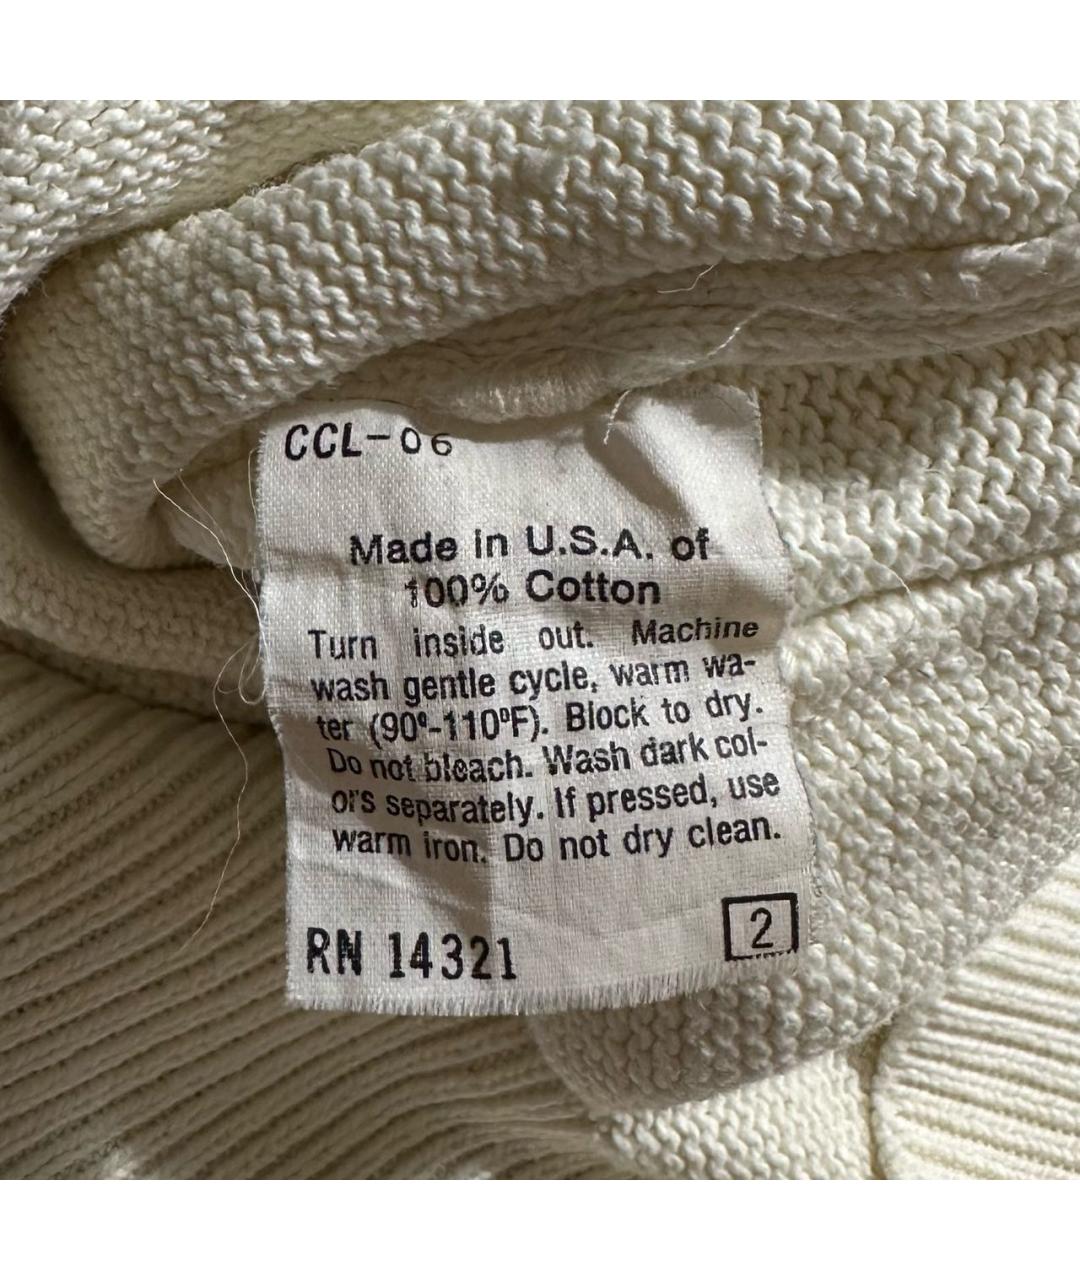 CCL-06
Made in U.S.A. of
100% Cotton
Turn inside out. Machine
wash gentle cycle, warm wa-
ter (90º-110ºF). Block to dry.
Do not bleach. Wash dark col-
ors separately. If pressed, use
warm iron. Do not dry clean.
RN 14321
2